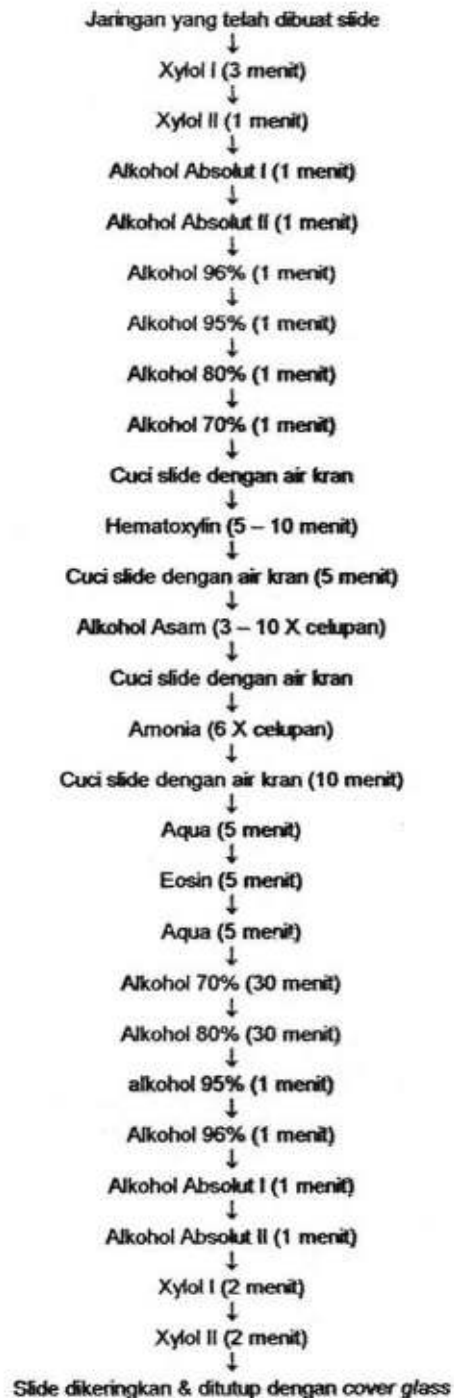 Jaringan yang telah dibuat slide
↓
Xylol I (3 menit)
↓
Xylol II (1 menit)
↓
Alkohol Absolut I (1 menit)
↓
Alkohol Absolut II (1 menit)
↓
Alkohol 96% (1 menit)
↓
Alkohol 95% (1 menit)
↓
Alkohol 80% (1 menit)
↓
Alkohol 70% (1 menit)
↓
Cuci slide dengan air kran
↓
Hematoxylin (5 – 10 menit)
↓
Cuci slide dengan air kran (5 menit)
↓
Alkohol Asam (3 – 10 X celupan)
↓
Cuci slide dengan air kran
↓
Amonia (6 X celupan)
↓
Cuci slide dengan air kran (10 menit)
↓
Aqua (5 menit)
↓
Eosin (5 menit)
↓
Aqua (5 menit)
↓
Alkohol 70% (30 menit)
↓
Alkohol 80% (30 menit)
↓
alkohol 95% (1 menit)
↓
Alkohol 96% (1 menit)
↓
Alkohol Absolut I (1 menit)
↓
Alkohol Absolut II (1 menit)
↓
Xylol I (2 menit)
↓
Xylol II (2 menit)
↓
Slide dikeringkan & ditutup dengan cover glass